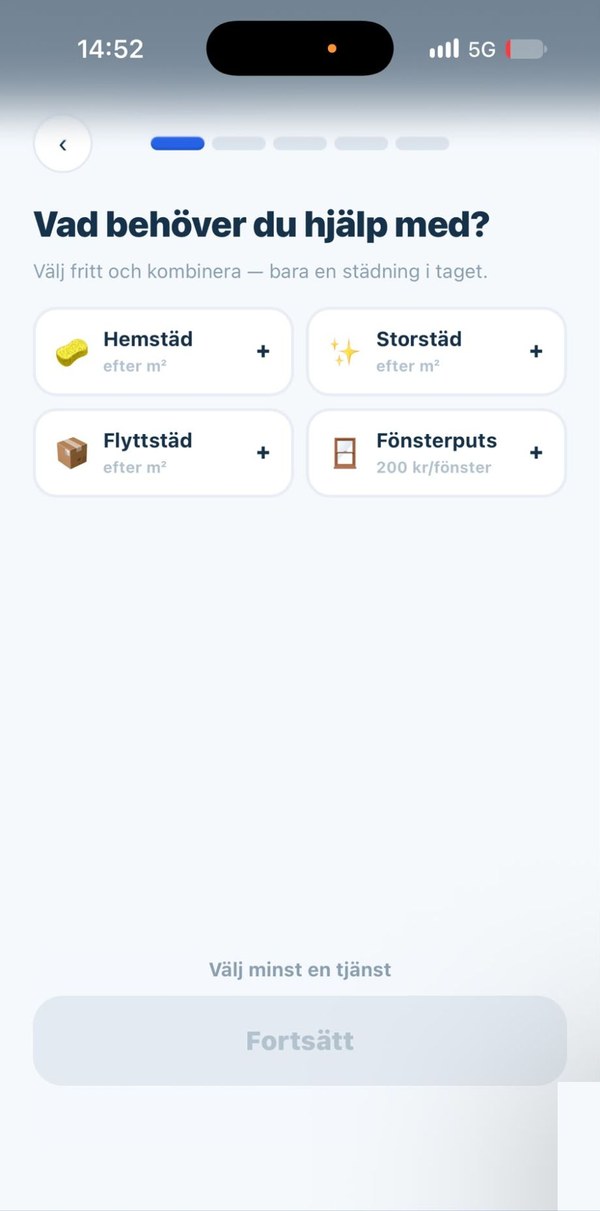 14:52
5G
Vad behöver du hjälp med?
Välj fritt och kombinera — bara en städning i taget.
Hemstäd
efter m²
+
Storstäd
efter m²
+
Flyttstäd
efter m²
+
Fönsterputs
200 kr/fönster
+
Välj minst en tjänst
Fortsätt